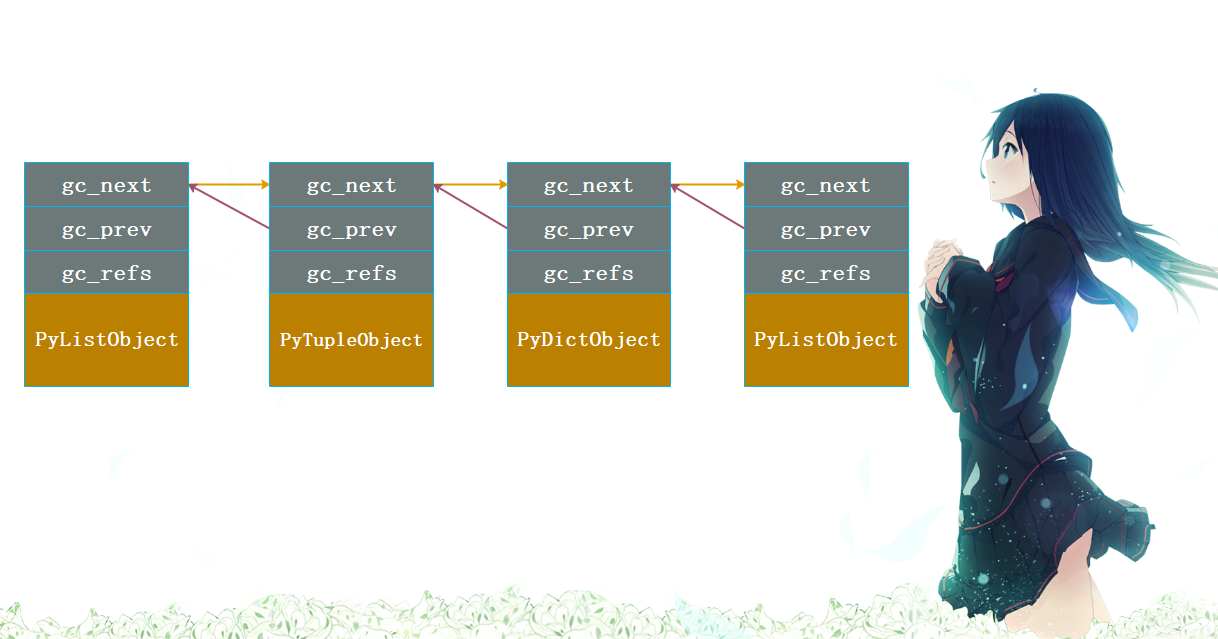 gc_next
gc_prev
gc_refs
PyListObject
gc_next
gc_prev
gc_refs
PyTupleObject
gc_next
gc_prev
gc_refs
PyDictObject
gc_next
gc_prev
gc_refs
PyListObject